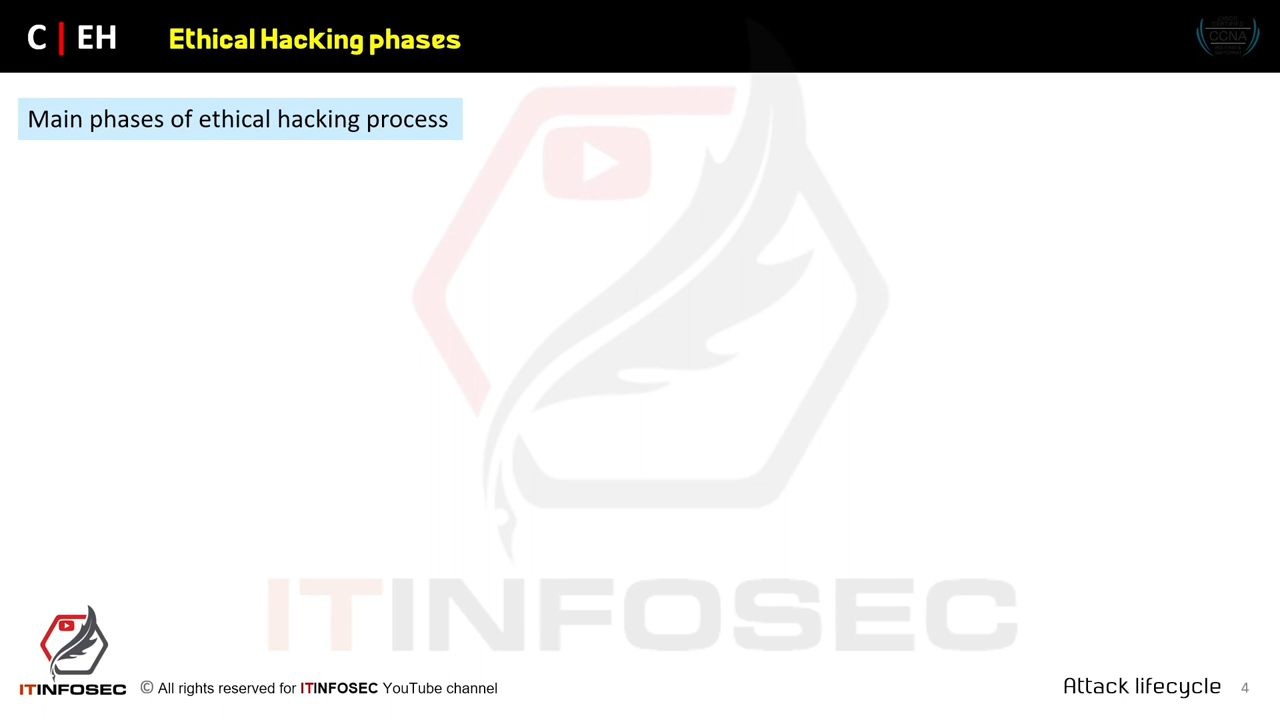 C | EH
Ethical Hacking phases
CCNA
Main phases of ethical hacking process
ITINFOSEC
ITINFOSEC
© All rights reserved for ITINFOSEC YouTube channel
Attack lifecycle
4